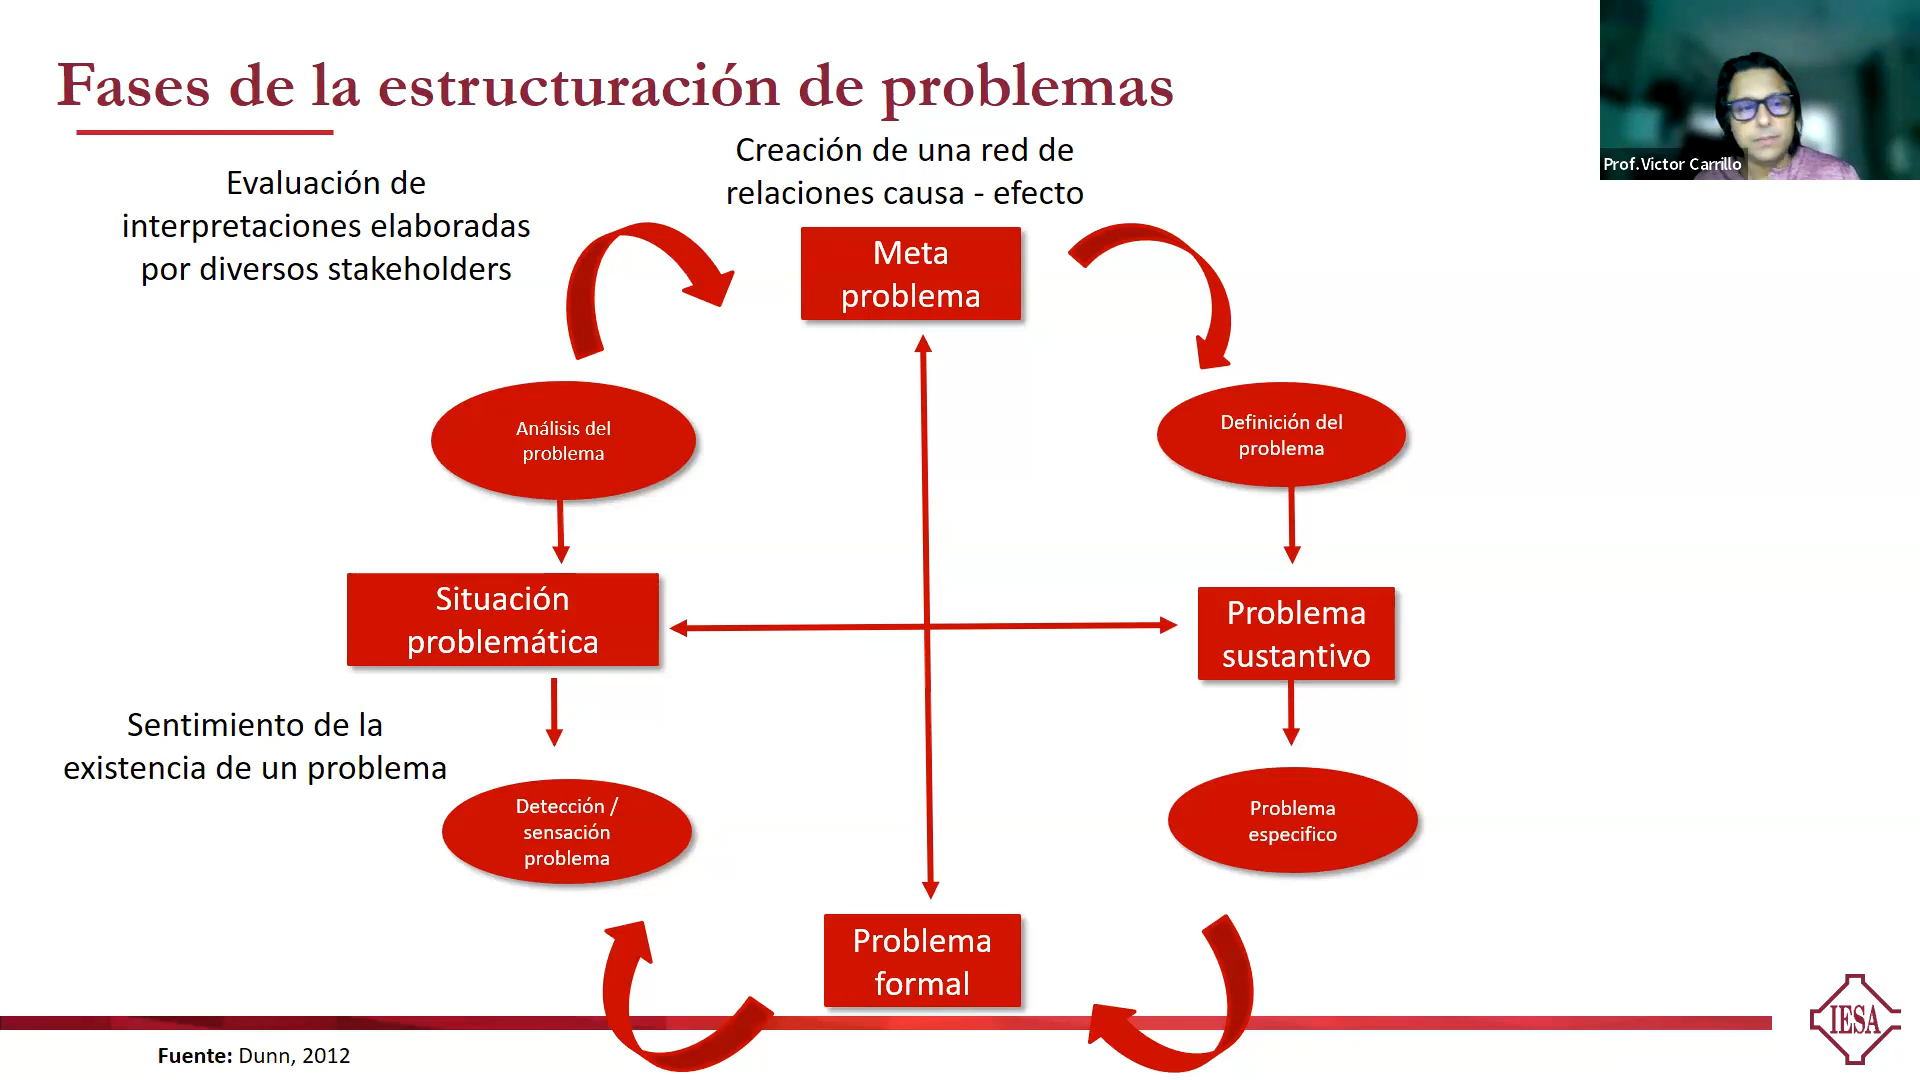 Fases de la estructuración de problemas
Prof. Victor Carrillo
Creación de una red de
relaciones causa - efecto
Evaluación de
interpretaciones elaboradas
por diversos stakeholders
Meta
problema
Análisis del
problema
Definición del
problema
Situación
problemática
Problema
sustantivo
Sentimiento de la
existencia de un problema
Detección /
sensación
problema
Problema
especifico
Problema
formal
IESA
Fuente: Dunn, 2012